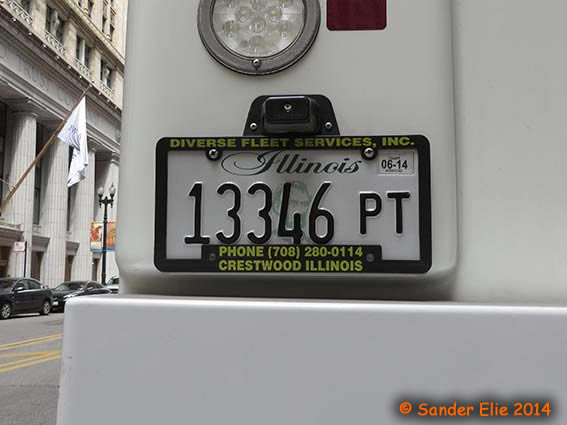 DIVERSE FLEET SERVICES, INC.
Illinois
06-14
13346 PT
PHONE (708) 280-0114
CRESTWOOD ILLINOIS
© Sander Elie 2014